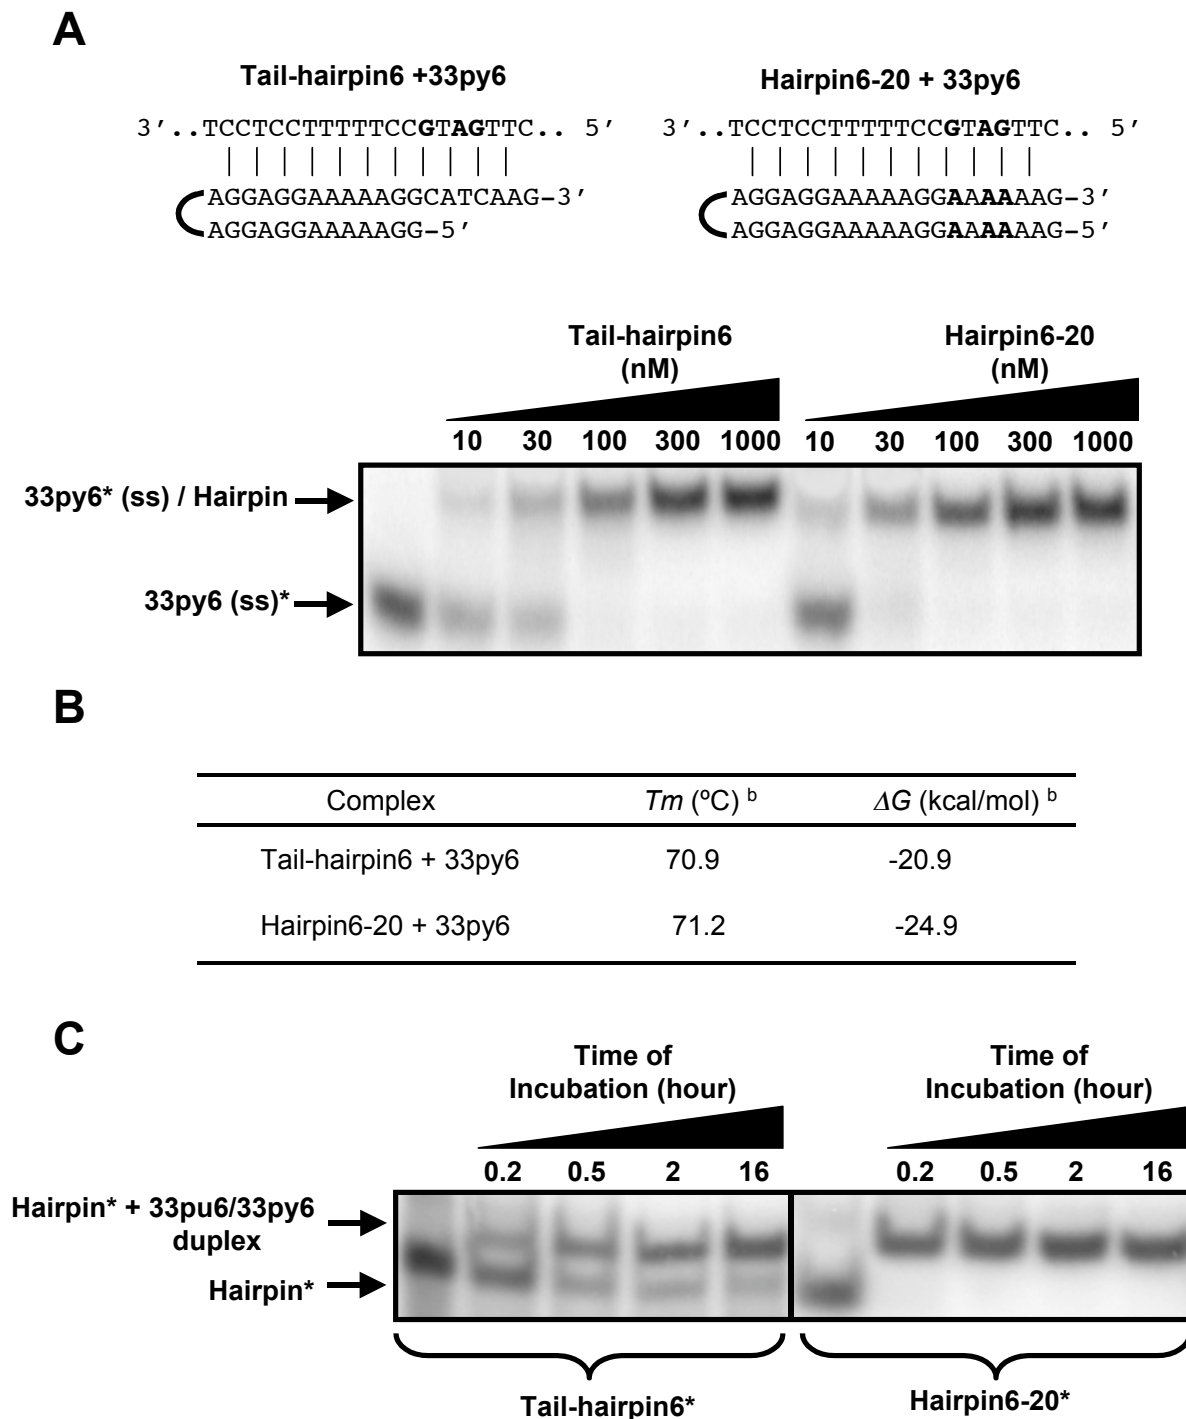 A
Tail-hairpin6 +33py6
3’..TCCTCCTTTTTCCGTAGTTC.. 5’
AGGAGGAAAAAGGCATCAAG-3’
AGGAGGAAAAAGG-5’
Hairpin6-20 + 33py6
3’..TCCTCCTTTTTCCGTAGTTC.. 5’
AGGAGGAAAAAGGAAAAAAG-3’
AGGAGGAAAAAGGAAAAAAG-5’
Tail-hairpin6
(nM)
Hairpin6-20
(nM)
10 30 100 300 1000 10 30 100 300 1000
33py6* (ss) / Hairpin
33py6 (ss)*
B
Complex Tm (ºC) b ΔG (kcal/mol) b
Tail-hairpin6 + 33py6 70.9 -20.9
Hairpin6-20 + 33py6 71.2 -24.9
C
Time of
Incubation (hour)
Time of
Incubation (hour)
0.2 0.5 2 16 0.2 0.5 2 16
Hairpin* + 33pu6/33py6
duplex
Hairpin*
Tail-hairpin6*
Hairpin6-20*